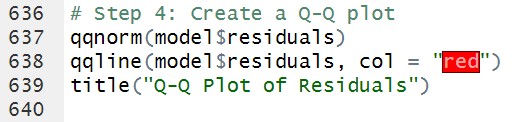 636 # Step 4: Create a Q-Q plot
637 qqnorm(model$residuals)
638 qqline(model$residuals, col = "red")
639 title("Q-Q Plot of Residuals")
640